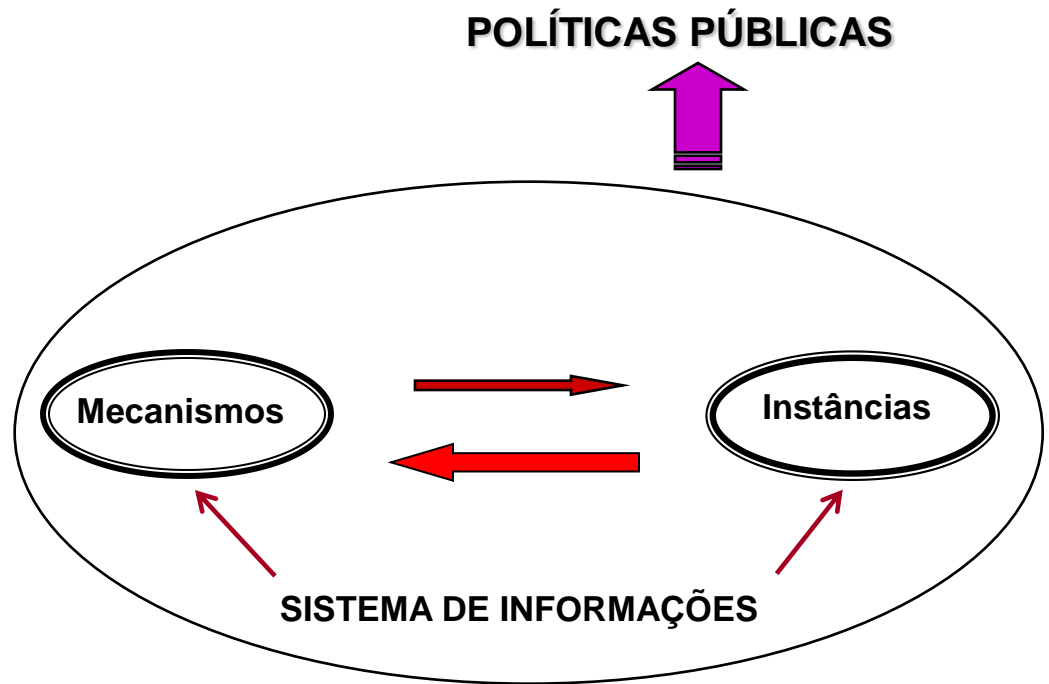 POLÍTICAS PÚBLICAS
Mecanismos
Instâncias
SISTEMA DE INFORMAÇÕES